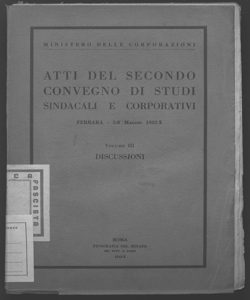 MINISTERO DELLE CORPORAZIONI
ATTI DEL SECONDO
CONVEGNO DI STUDI
SINDACALI E CORPORATIVI
FERRARA - 5-8 MAGGIO 1932-X
VOLUME III
DISCUSSIONI
ROMA
TIPOGRAFIA DEL SENATO
FASCISTA